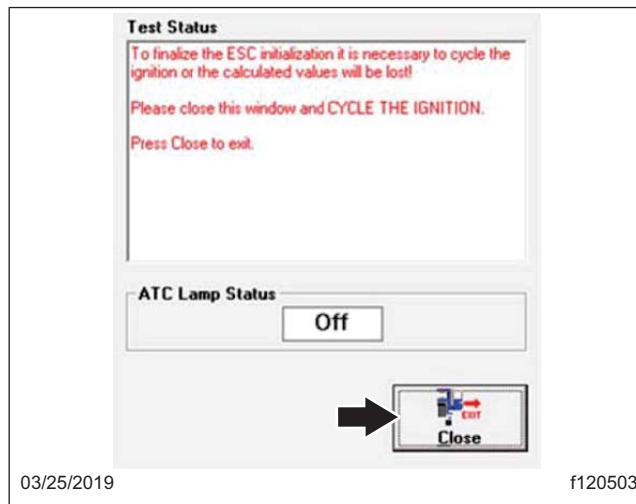 Test Status
To finalize the ESC initialization it is necessary to cycle the
ignition or the calculated values will be lost!
Please close this window and CYCLE THE IGNITION.
Press Close to exit.
ATC Lamp Status
Off
EXIT
Close
03/25/2019
f120503